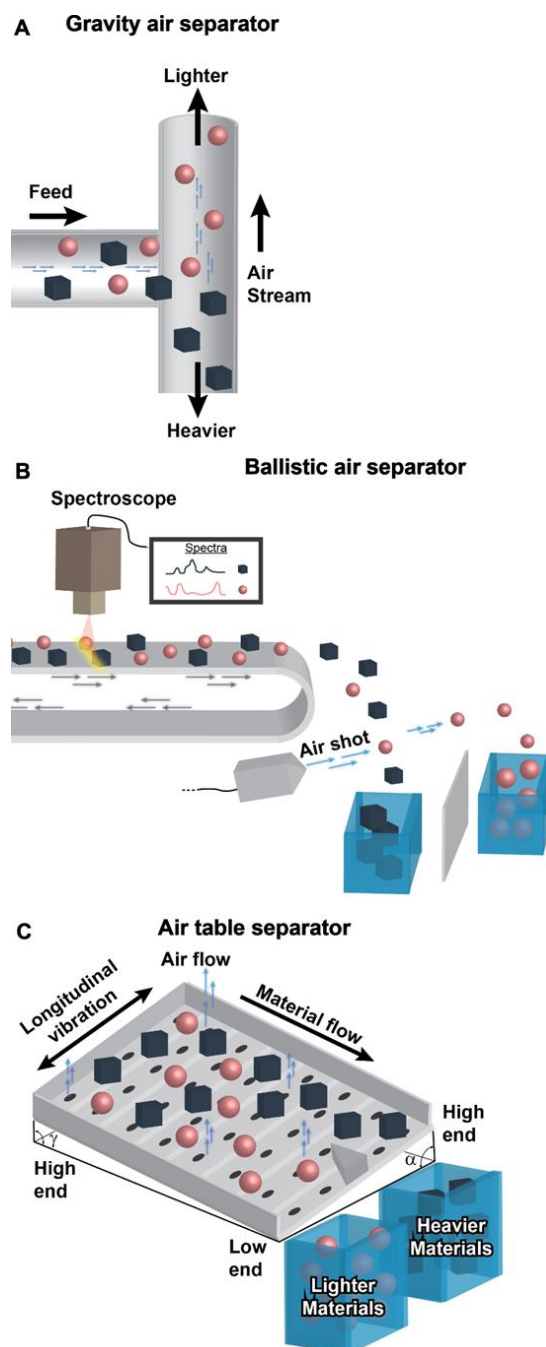 A Gravity air separator
Lighter
Feed
Air
Stream
Heavier
B Ballistic air separator
Spectroscope
Spectra
Air shot
C Air table separator
Air flow
Longitudinal
vibration
Material flow
High
end
γ
High
end
α
Low
end
Heavier
Materials
Lighter
Materials